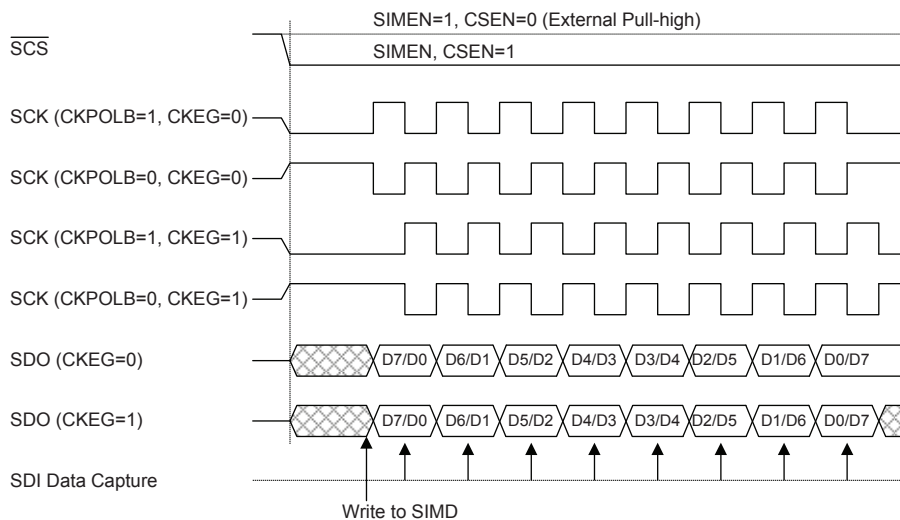 SIMEN=1, CSEN=0 (External Pull-high)
SCS
SIMEN, CSEN=1
SCK (CKPOLB=1, CKEG=0)
SCK (CKPOLB=0, CKEG=0)
SCK (CKPOLB=1, CKEG=1)
SCK (CKPOLB=0, CKEG=1)
SDO (CKEG=0) D7/D0 D6/D1 D5/D2 D4/D3 D3/D4 D2/D5 D1/D6 D0/D7
SDO (CKEG=1) D7/D0 D6/D1 D5/D2 D4/D3 D3/D4 D2/D5 D1/D6 D0/D7
SDI Data Capture
Write to SIMD